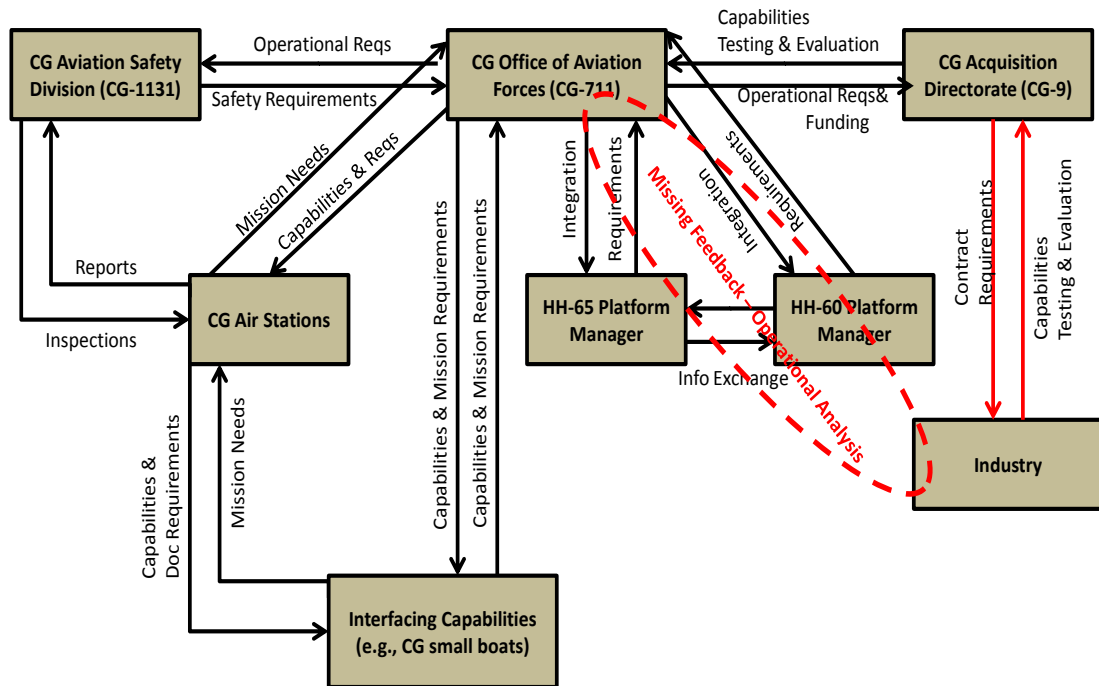 Capabilities
Testing & Evaluation
Operational Reqs
CG Aviation Safety
Division (CG-1131)
CG Office of Aviation
Forces (CG-711)
CG Acquisition
Directorate (CG-9)
Safety Requirements
Operational Reqs&
Funding
Mission Needs
Capabilities & Reqs
Integration
Requirements
Integration
Requirements
Missing Feedback – Operational Analysis
Contract
Requirements
Capabilities
Testing & Evaluation
Reports
CG Air Stations
Inspections
HH-65 Platform
Manager
HH-60 Platform
Manager
Info Exchange
Capabilities & Mission Requirements
Capabilities & Mission Requirements
Capabilities &
Doc Requirements
Mission Needs
Industry
Interfacing Capabilities
(e.g., CG small boats)